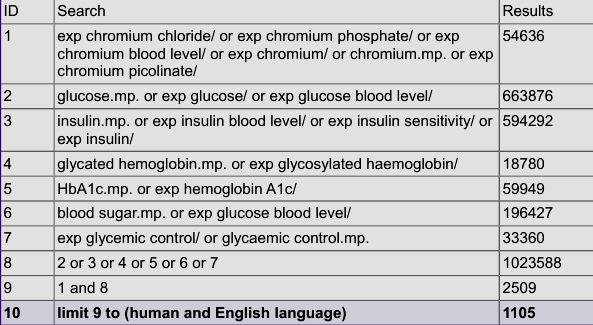 ID Search Results
1 exp chromium chloride/ or exp chromium phosphate/ or exp 54636
chromium blood level/ or exp chromium/ or chromium.mp. or exp
chromium picolinate/
2 glucose.mp. or exp glucose/ or exp glucose blood level/ 663876
3 insulin.mp. or exp insulin blood level/ or exp insulin sensitivity/ or 594292
exp insulin/
4 glycated hemoglobin.mp. or exp glycosylated haemoglobin/ 18780
5 HbA1c.mp. or exp hemoglobin A1c/ 59949
6 blood sugar.mp. or exp glucose blood level/ 196427
7 exp glycemic control/ or glycaemic control.mp. 33360
8 2 or 3 or 4 or 5 or 6 or 7 1023588
9 1 and 8 2509
10 limit 9 to (human and English language) 1105